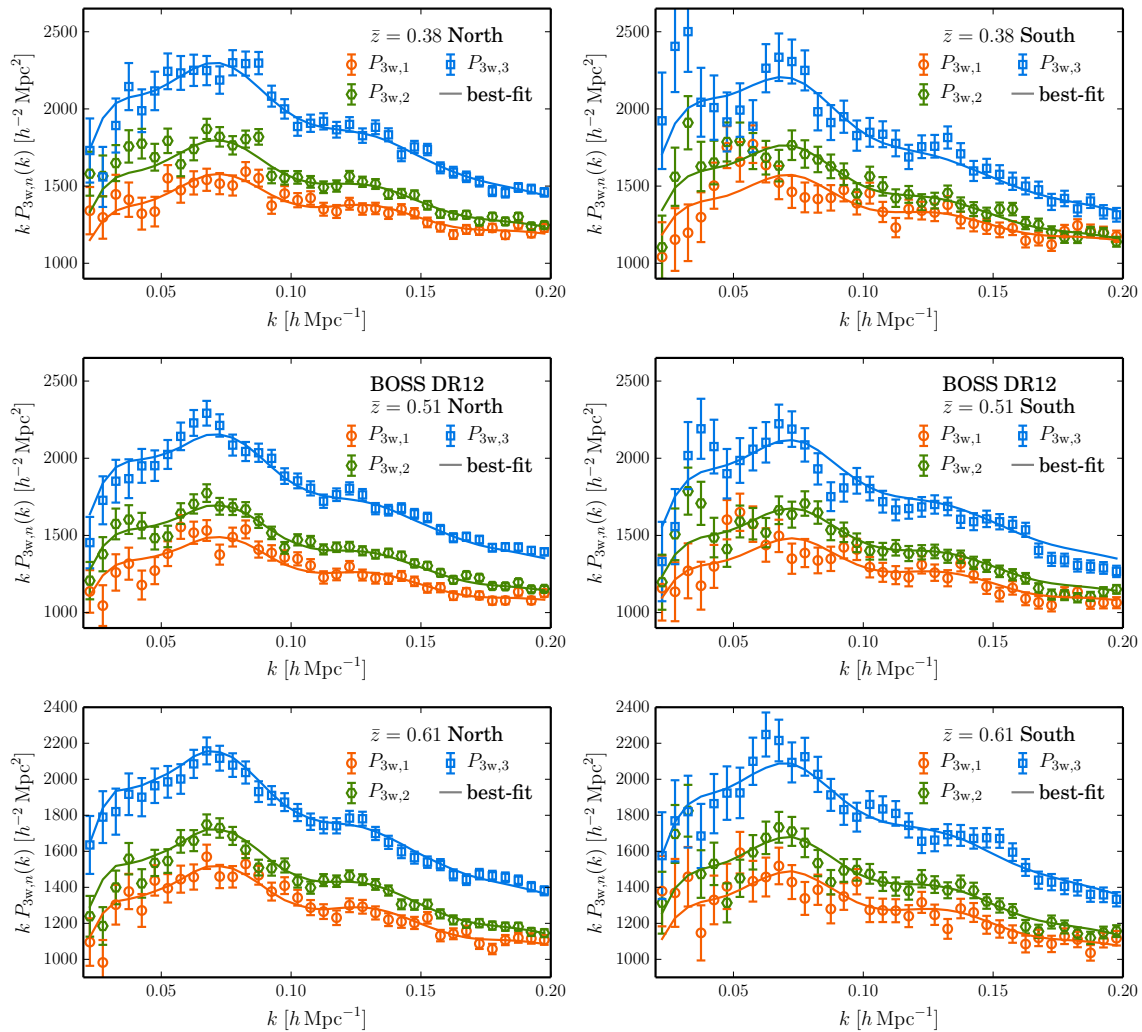 z̄ = 0.38 North
P₃w,₁ P₃w,₃
P₃w,₂ best-fit
2500
2000
1500
1000
k P₃w,ₙ(k) [h⁻² Mpc²]
0.05 0.10 0.15 0.20
k [h Mpc⁻¹]
z̄ = 0.38 South
P₃w,₁ P₃w,₃
P₃w,₂ best-fit
2500
2000
1500
1000
k P₃w,ₙ(k) [h⁻² Mpc²]
0.05 0.10 0.15 0.20
k [h Mpc⁻¹]
BOSS DR12
z̄ = 0.51 North
P₃w,₁ P₃w,₃
P₃w,₂ best-fit
2500
2000
1500
1000
k P₃w,ₙ(k) [h⁻² Mpc²]
0.05 0.10 0.15 0.20
k [h Mpc⁻¹]
BOSS DR12
z̄ = 0.51 South
P₃w,₁ P₃w,₃
P₃w,₂ best-fit
2500
2000
1500
1000
k P₃w,ₙ(k) [h⁻² Mpc²]
0.05 0.10 0.15 0.20
k [h Mpc⁻¹]
z̄ = 0.61 North
P₃w,₁ P₃w,₃
P₃w,₂ best-fit
2400
2200
2000
1800
1600
1400
1200
1000
k P₃w,ₙ(k) [h⁻² Mpc²]
0.05 0.10 0.15 0.20
k [h Mpc⁻¹]
z̄ = 0.61 South
P₃w,₁ P₃w,₃
P₃w,₂ best-fit
2400
2200
2000
1800
1600
1400
1200
1000
k P₃w,ₙ(k) [h⁻² Mpc²]
0.05 0.10 0.15 0.20
k [h Mpc⁻¹]